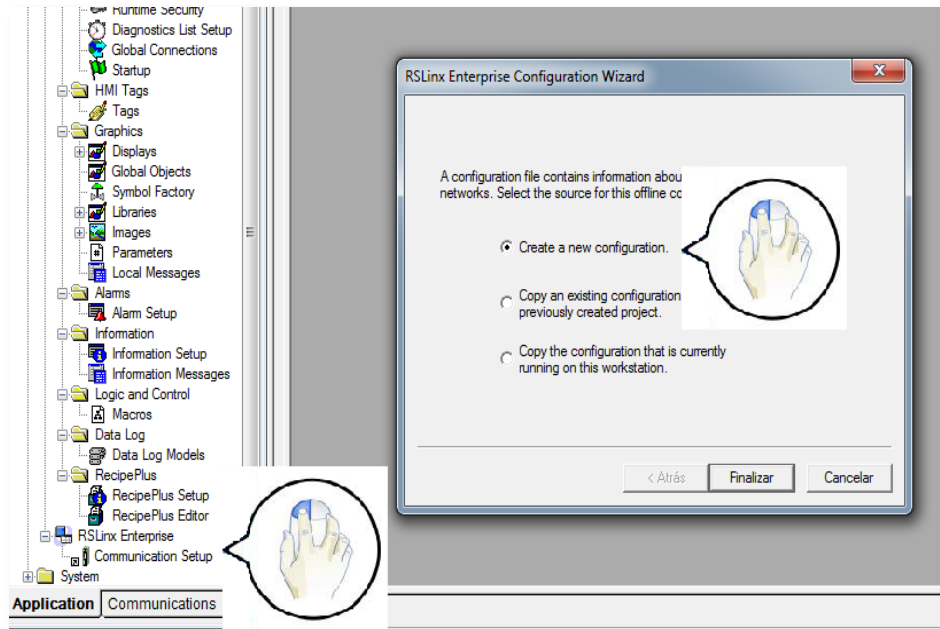 Runtime Security
Diagnostics List Setup
Global Connections
Startup
HMI Tags
Tags
Graphics
Displays
Global Objects
Symbol Factory
Libraries
Images
Parameters
Local Messages
Alarms
Alarm Setup
Information
Information Setup
Information Messages
Logic and Control
Macros
Data Log
Data Log Models
RecipePlus
RecipePlus Setup
RecipePlus Editor
RSLinx Enterprise
Communication Setup
System
Application Communications
RSLinx Enterprise Configuration Wizard
A configuration file contains information abou
networks. Select the source for this offline co
Create a new configuration.
Copy an existing configuration
previously created project.
Copy the configuration that is currently
running on this workstation.
< Atrás Finalizar Cancelar